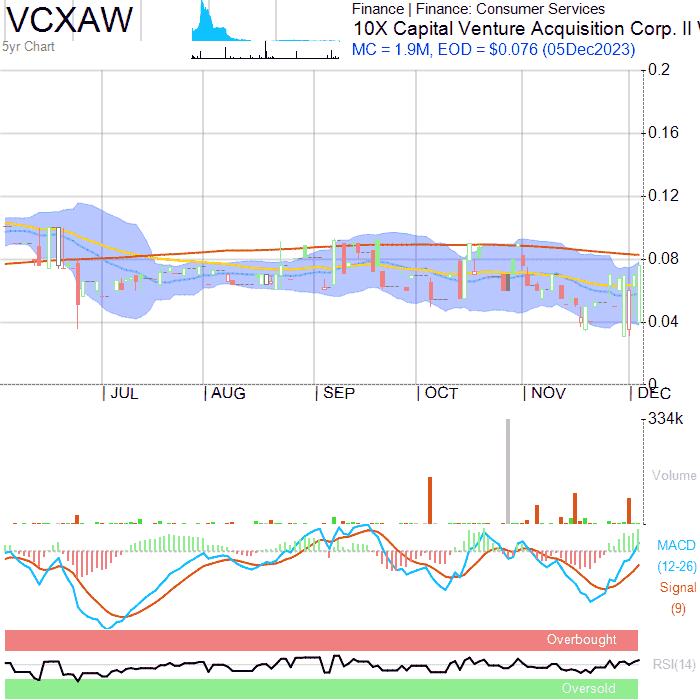 VCXAW
5yr Chart
Finance | Finance: Consumer Services
10X Capital Venture Acquisition Corp. II
MC = 1.9M, EOD = $0.076 (05Dec2023)
0.2
0.16
0.12
0.08
0.04
0
JUL AUG SEP OCT NOV DEC
334k
Volume
MACD
(12-26)
Signal
(9)
Overbought
RSI(14)
Oversold